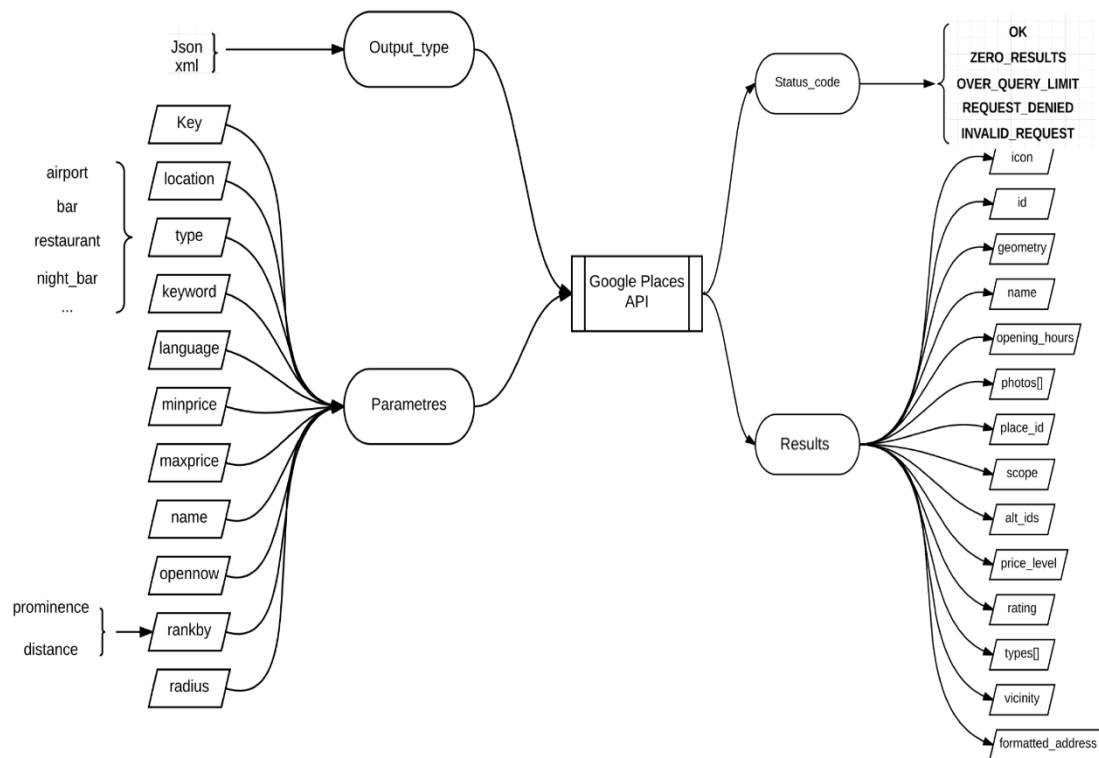 Json
xml
Output_type
Key
location
type
keyword
language
minprice
maxprice
name
opennow
rankby
radius
airport
bar
restaurant
night_bar
...
prominence
distance
Parametres
Google Places
API
Status_code
OK
ZERO_RESULTS
OVER_QUERY_LIMIT
REQUEST_DENIED
INVALID_REQUEST
Results
icon
id
geometry
name
opening_hours
photos[]
place_id
scope
alt_ids
price_level
rating
types[]
vicinity
formatted_address